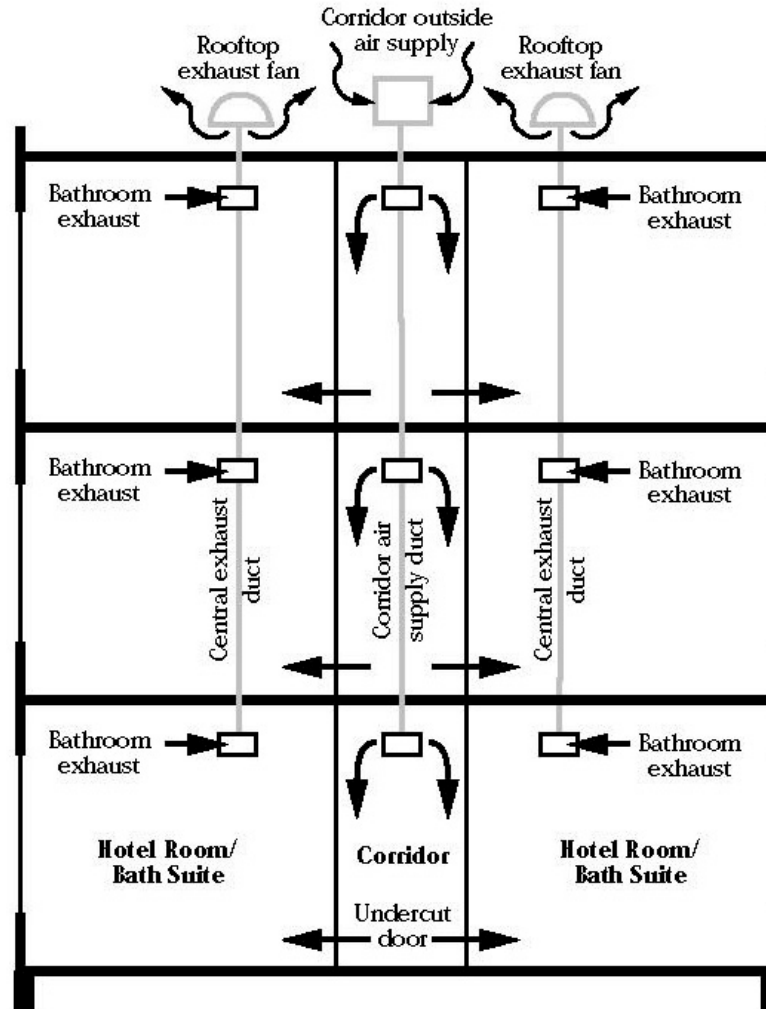 Corridor outside
air supply
Rooftop
exhaust fan
Rooftop
exhaust fan
Bathroom
exhaust
Bathroom
exhaust
Bathroom
exhaust
Bathroom
exhaust
Central exhaust
duct
Corridor air
supply duct
Central exhaust
duct
Bathroom
exhaust
Bathroom
exhaust
Hotel Room/
Bath Suite
Corridor
Hotel Room/
Bath Suite
Undercut
door